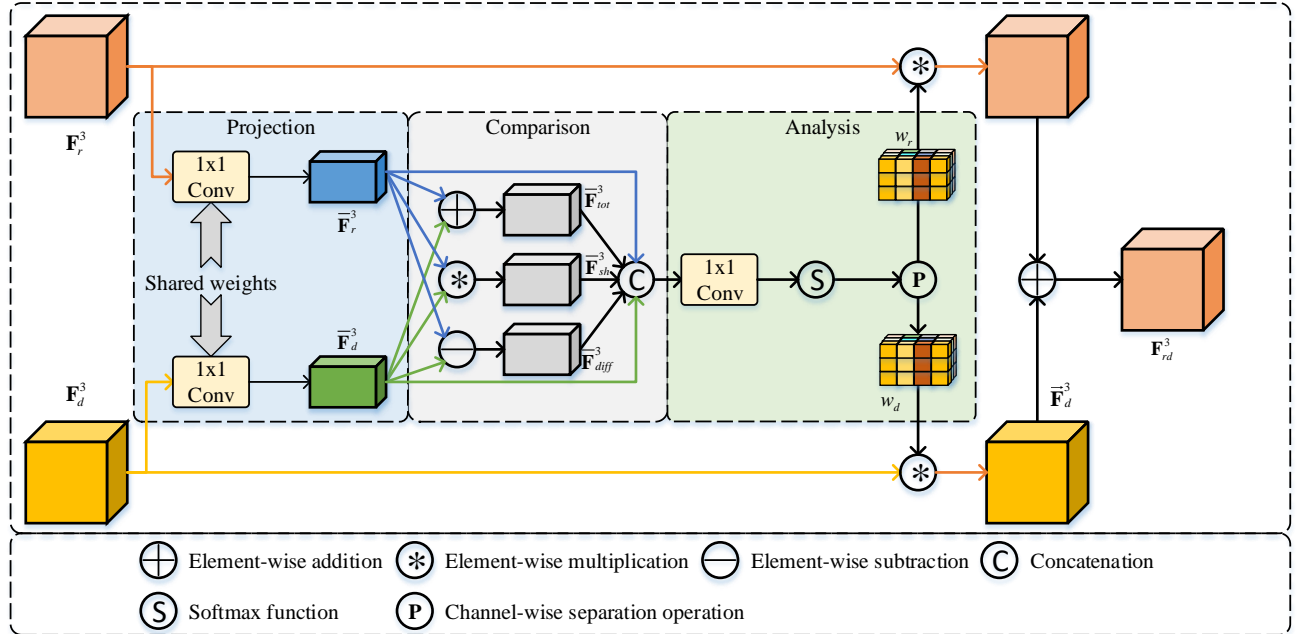 Projection
Comparison
Analysis
F_r^3
1x1
Conv
F̅_r^3
F̅_tot^3
w_r
Shared weights
F̅_sh^3
C
1x1
Conv
S
P
F_rd^3
F_d^3
1x1
Conv
F̅_d^3
F̅_diff^3
w_d
F⃗_d^3
Element-wise addition
Element-wise multiplication
Element-wise subtraction
C Concatenation
S Softmax function
P Channel-wise separation operation